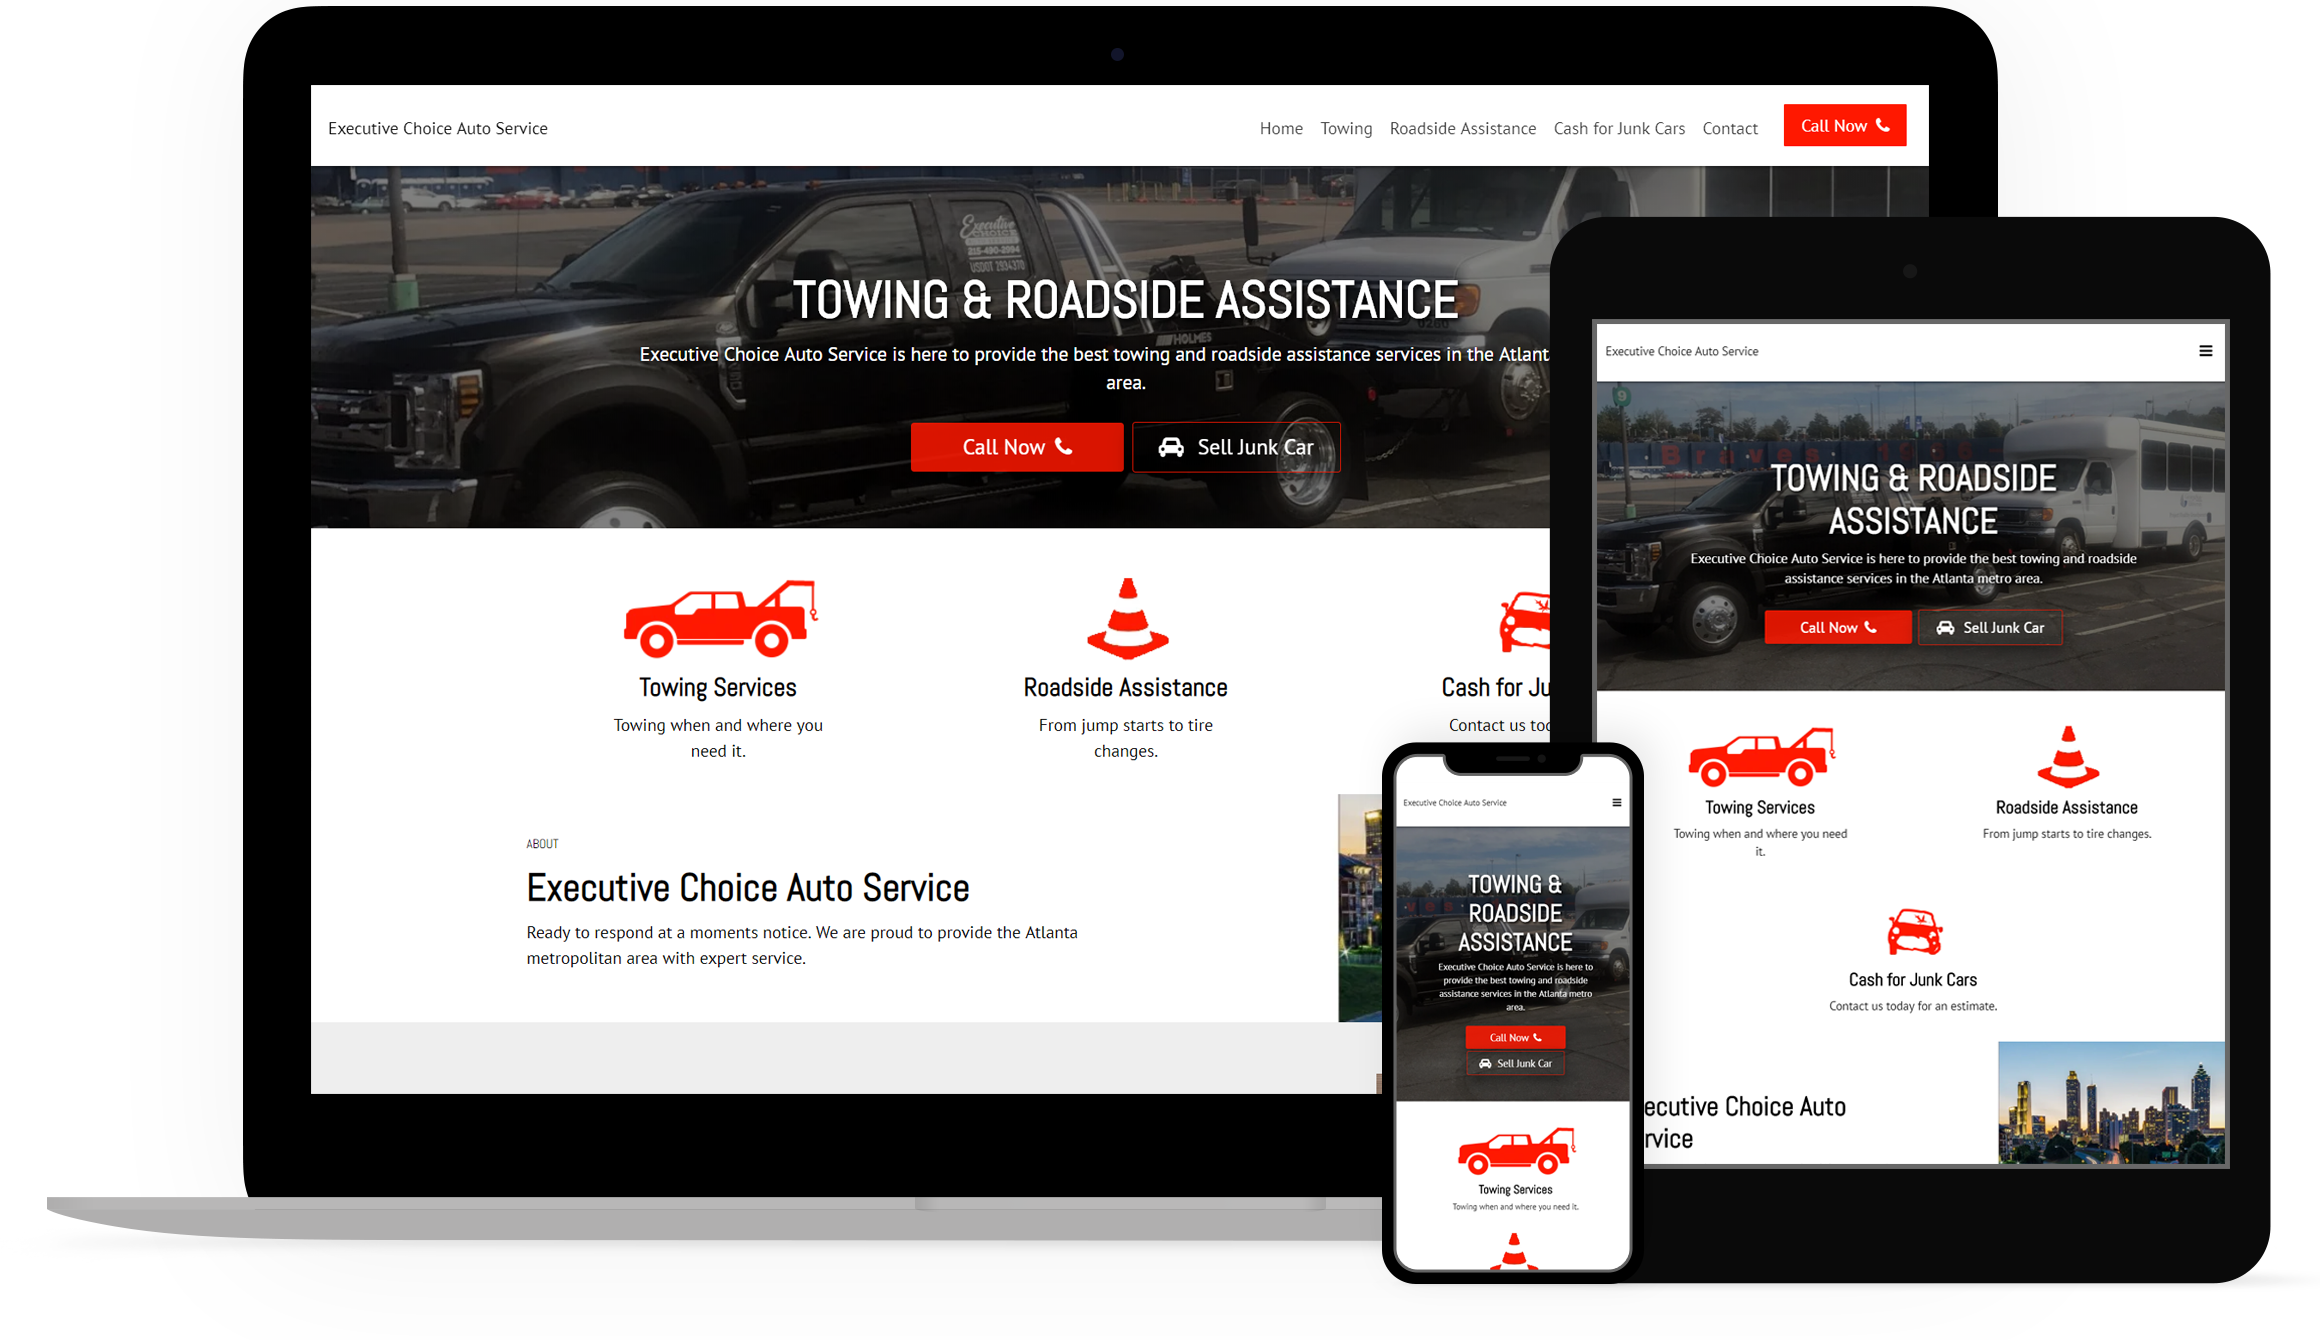 Executive Choice Auto Service
Home Towing Roadside Assistance Cash for Junk Cars Contact Call Now
Executive
CHOICE
USDOT 2934370
HOLMES
TOWING & ROADSIDE ASSISTANCE
Executive Choice Auto Service is here to provide the best towing and roadside assistance services in the Atlant
area.
Call Now Sell Junk Car
Towing Services
Towing when and where you
need it.
Roadside Assistance
From jump starts to tire
changes.
Cash for Ju
Contact us
ABOUT
Executive Choice Auto Service
Ready to respond at a moments notice. We are proud to provide the Atlanta
metropolitan area with expert service.
Executive Choice Auto Service
9
Braves
TOWING & ROADSIDE
ASSISTANCE
Executive Choice Auto Service is here to provide the best towing and roadside
assistance services in the Atlanta metro area.
Call Now Sell Junk Car
Towing Services
Towing when and where you need
it.
Roadside Assistance
From jump starts to tire changes.
Cash for Junk Cars
Contact us today for an estimate.
ecutive Choice Auto
rvice
Executive Choice Auto Service
TOWING &
ROADSIDE
ASSISTANCE
Executive Choice Auto Service is here to
provide the best towing and roadside
assistance services in the Atlanta metro
area.
Call Now
Sell Junk Car
Towing Services
Towing when and where you need it.